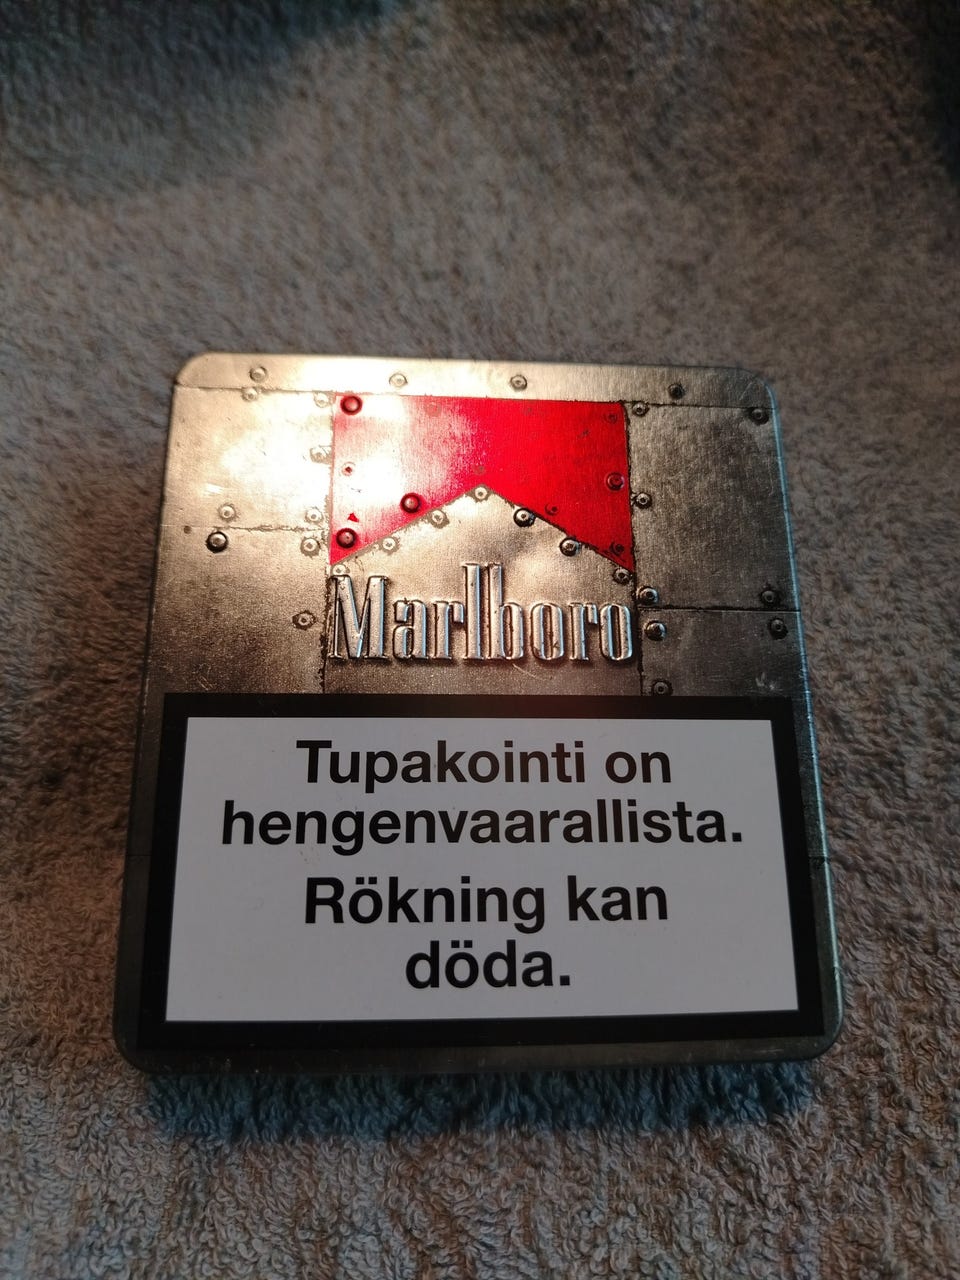 Marlboro
Tupakointi on
hengenvaarallista.
Rökning kan
döda.